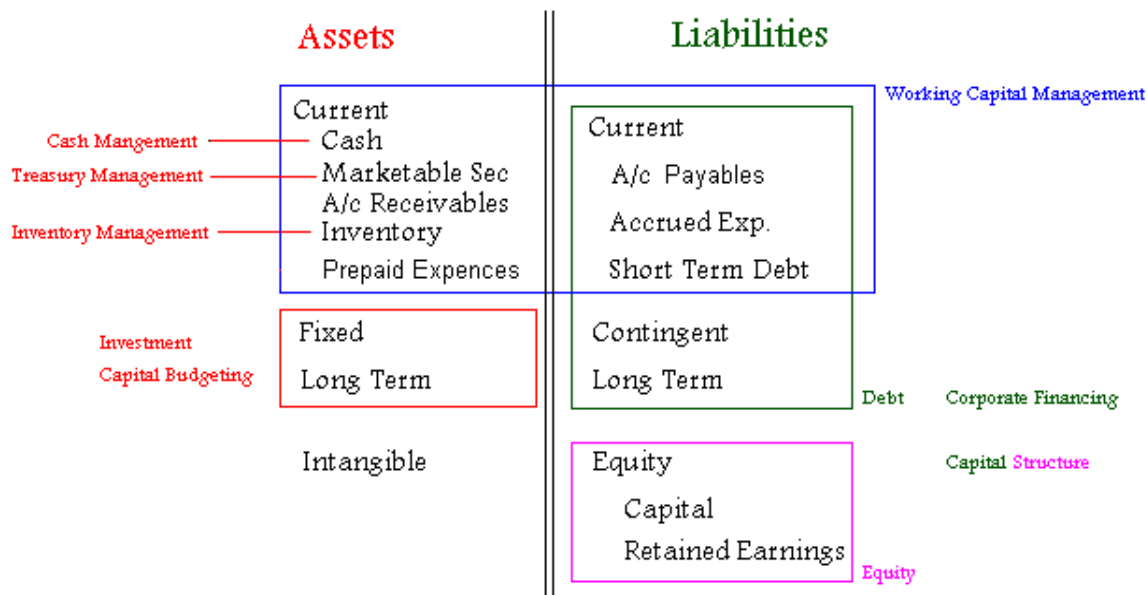 Assets
Liabilities
Working Capital Management
Current
Cash Mangement
Cash
Treasury Management
Marketable Sec
A/c Receivables
Inventory Management
Inventory
Prepaid Expences
Current
A/c Payables
Accrued Exp.
Short Term Debt
Investment
Capital Budgeting
Fixed
Long Term
Contingent
Long Term
Debt
Corporate Financing
Intangible
Equity
Capital
Retained Earnings
Capital Structure
Equity